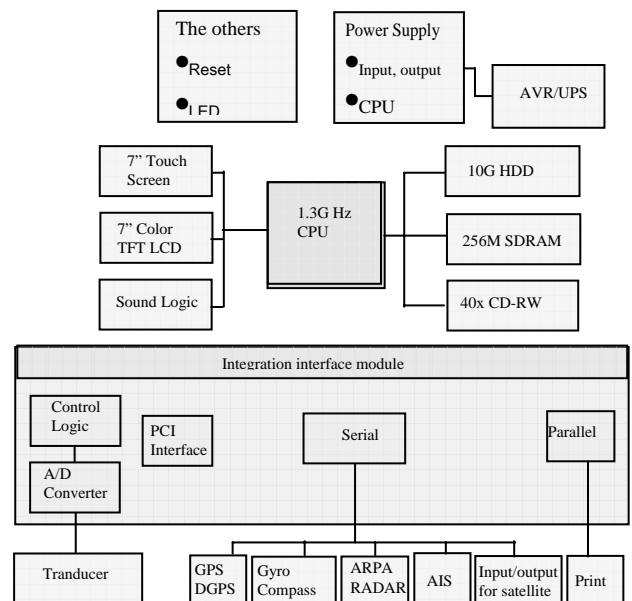 The others
●Reset
●LED
Power Supply
●Input, output
●CPU
AVR/UPS
7” Touch
Screen
7” Color
TFT LCD
Sound Logic
1.3G Hz
CPU
10G HDD
256M SDRAM
40x CD-RW
Integration interface module
Control
Logic
A/D
Converter
PCI
Interface
Serial
Parallel
Tranducer
GPS
DGPS
Gyro
Compass
ARPA
RADAR
AIS
Input/output
for satellite
Print